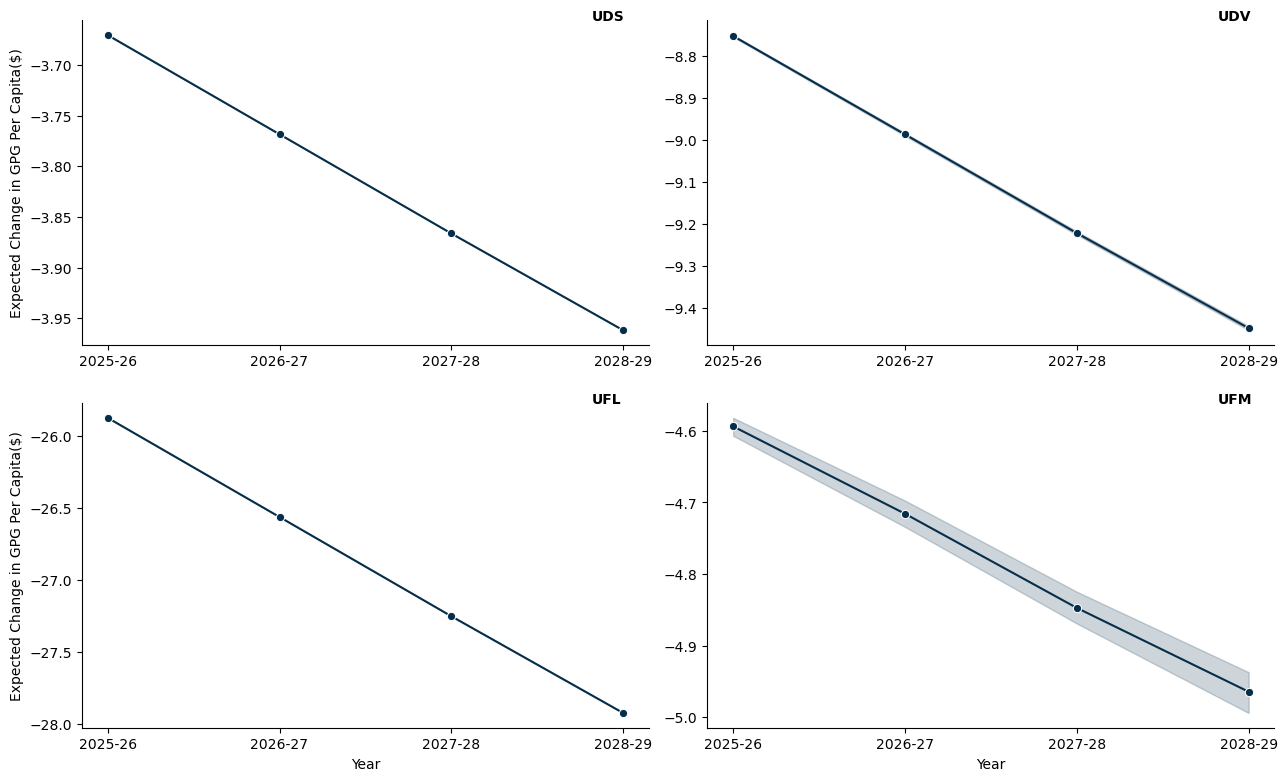 UDS
Expected Change in GPG Per Capita($)
−3.70
−3.75
−3.80
−3.85
−3.90
−3.95
2025-26 2026-27 2027-28 2028-29
UDV
−8.8
−8.9
−9.0
−9.1
−9.2
−9.3
−9.4
2025-26 2026-27 2027-28 2028-29
UFL
Expected Change in GPG Per Capita($)
−26.0
−26.5
−27.0
−27.5
−28.0
2025-26 2026-27 2027-28 2028-29
Year
UFM
−4.6
−4.7
−4.8
−4.9
−5.0
2025-26 2026-27 2027-28 2028-29
Year